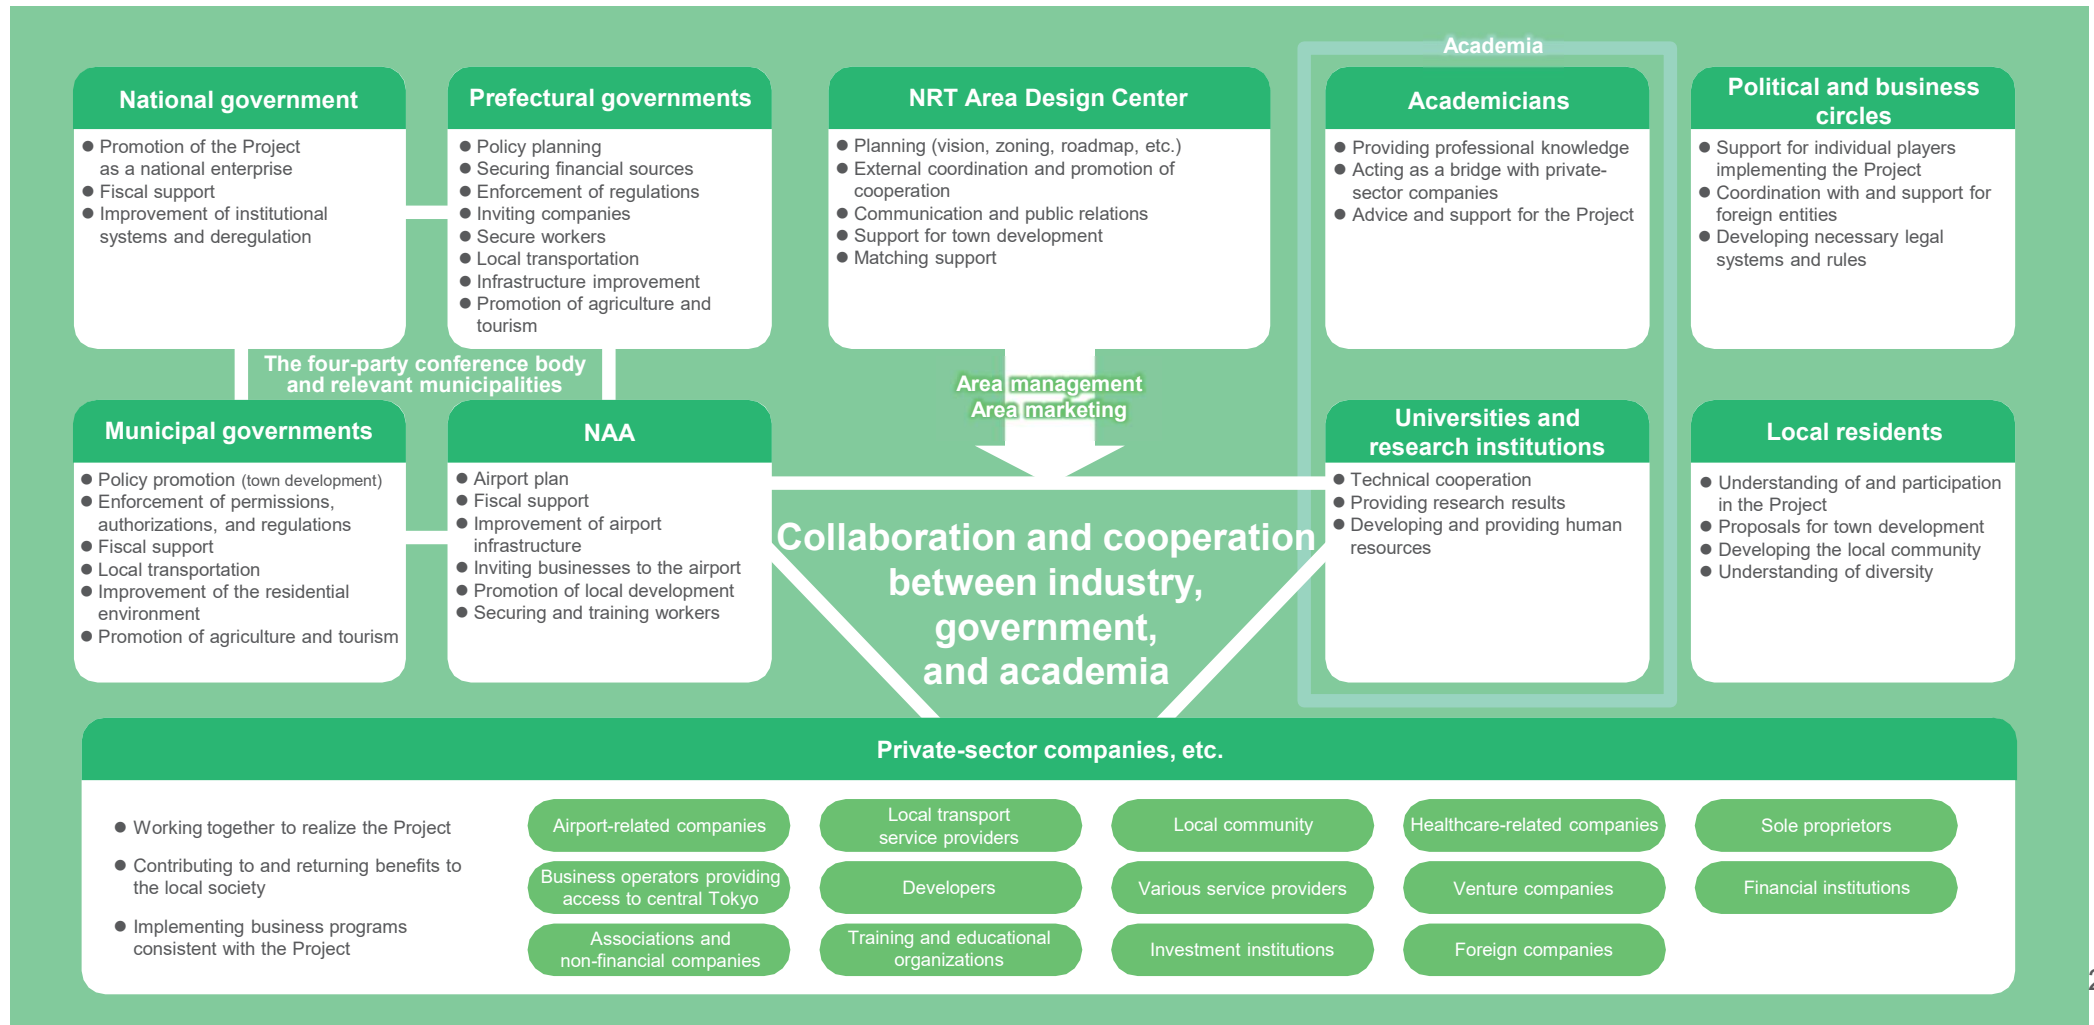 Academia
National government
● Promotion of the Project
as a national enterprise
● Fiscal support
● Improvement of institutional
systems and deregulation
Prefectural governments
● Policy planning
● Securing financial sources
● Enforcement of regulations
● Inviting companies
● Secure workers
● Local transportation
● Infrastructure improvement
● Promotion of agriculture and
tourism
NRT Area Design Center
● Planning (vision, zoning, roadmap, etc.)
● External coordination and promotion of
cooperation
● Communication and public relations
● Support for town development
● Matching support
Academicians
● Providing professional knowledge
● Acting as a bridge with private-
sector companies
● Advice and support for the Project
Political and business
circles
● Support for individual players
implementing the Project
● Coordination with and support for
foreign entities
● Developing necessary legal
systems and rules
The four-party conference body
and relevant municipalities
Area management
Area marketing
Municipal governments
● Policy promotion (town development)
● Enforcement of permissions,
authorizations, and regulations
● Fiscal support
● Local transportation
● Improvement of the residential
environment
● Promotion of agriculture and tourism
NAA
● Airport plan
● Fiscal support
● Improvement of airport
infrastructure
● Inviting businesses to the airport
● Promotion of local development
● Securing and training workers
Collaboration and cooperation
between industry,
government,
and academia
Universities and
research institutions
● Technical cooperation
● Providing research results
● Developing and providing human
resources
Local residents
● Understanding of and participation
in the Project
● Proposals for town development
● Developing the local community
● Understanding of diversity
Private-sector companies, etc.
● Working together to realize the Project
● Contributing to and returning benefits to
the local society
● Implementing business programs
consistent with the Project
Airport-related companies
Local transport
service providers
Local community
Healthcare-related companies
Sole proprietors
Business operators providing
access to central Tokyo
Developers
Various service providers
Venture companies
Financial institutions
Associations and
non-financial companies
Training and educational
organizations
Investment institutions
Foreign companies